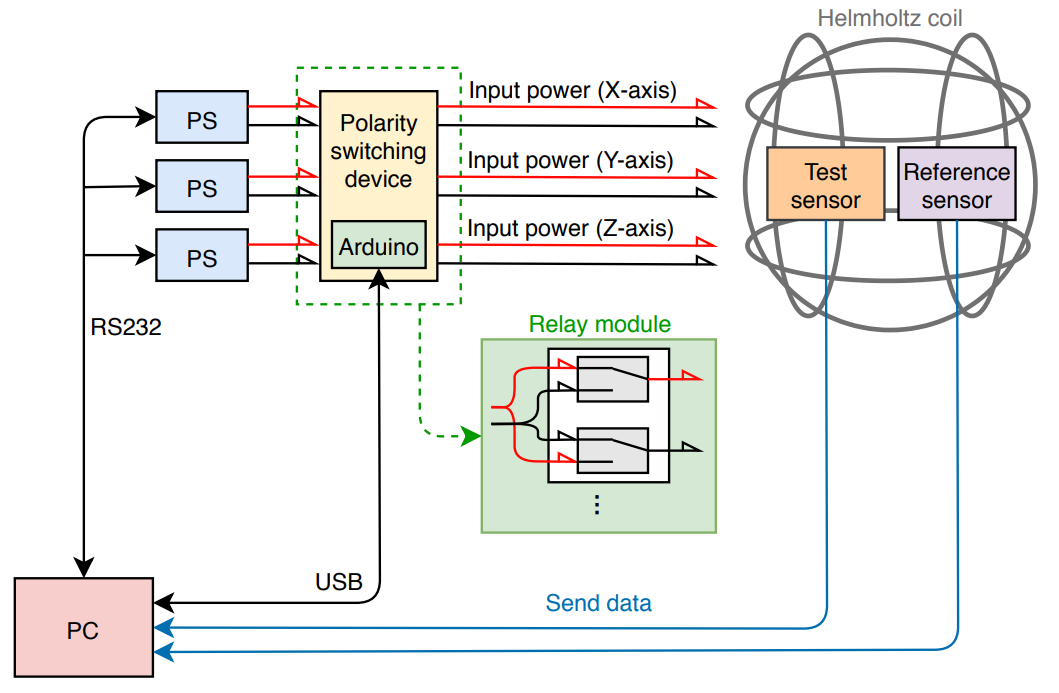 Helmholtz coil
PS
PS
PS
Polarity
switching
device
Arduino
Input power (X-axis)
Input power (Y-axis)
Input power (Z-axis)
Test
sensor
Reference
sensor
RS232
Relay module
⋮
USB
Send data
PC